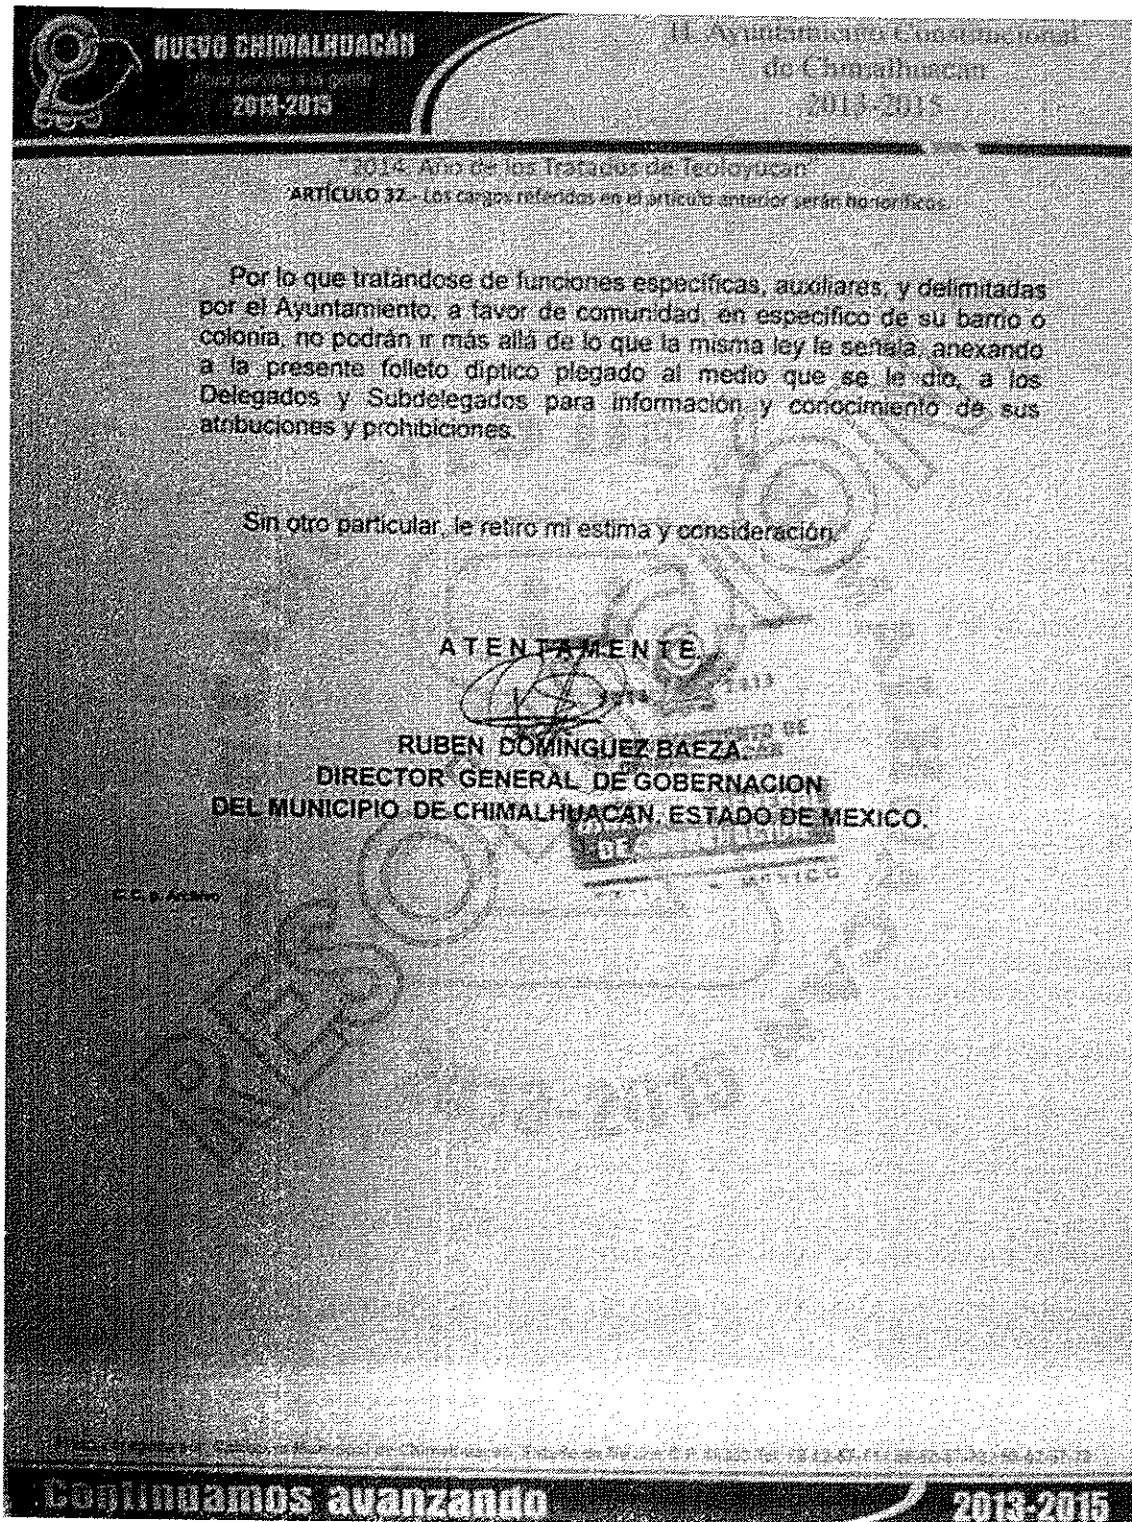 NUEVO CHIMALHUACÁN
2013-2015
H. Ayuntamiento Constitucional
de Chimalhuacan
2013-2015
"2014. Año de los Tratados de Teoloyucan"
ARTÍCULO 32.- Los cargos referidos en el artículo anterior serán honoríficos.
Por lo que tratándose de funciones específicas, auxiliares, y delimitadas
por el Ayuntamiento, a favor de comunidad, en específico de su barrio o
colonia, no podrán ir más allá de lo que la misma ley le señala, anexando
a la presente folleto díptico plegado al medio que se le dio, a los
Delegados y Subdelegados para información y conocimiento de sus
atribuciones y prohibiciones.
Sin otro particular, le retiro mi estima y consideración.
A T E N T A M E N T E.
RUBEN DOMINGUEZ BAEZA.
DIRECTOR GENERAL DE GOBERNACION
DEL MUNICIPIO DE CHIMALHUACAN, ESTADO DE MEXICO.
C. C. p. Archivo
Continuamos avanzando
2013-2015